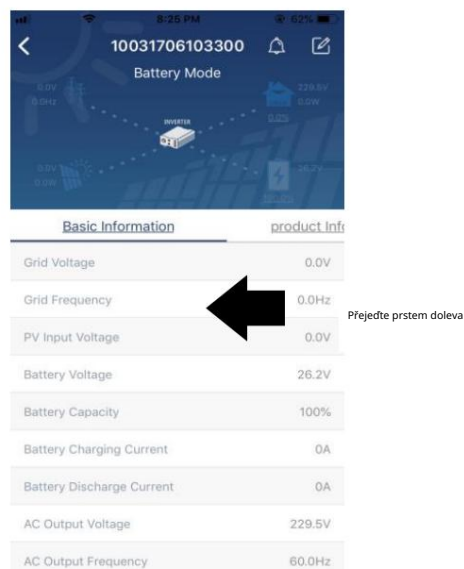 8:25 PM
62%
10031706103300
Battery Mode
0.0V
0.0Hz
229.5V
0.0W
0.0%
INVERTER
0.0V
0.0W
26.2V
Basic Information
product Inf
Grid Voltage 0.0V
Grid Frequency 0.0Hz
Přejeďte prstem doleva
PV Input Voltage 0.0V
Battery Voltage 26.2V
Battery Capacity 100%
Battery Charging Current 0A
Battery Discharge Current 0A
AC Output Voltage 229.5V
AC Output Frequency 60.0Hz